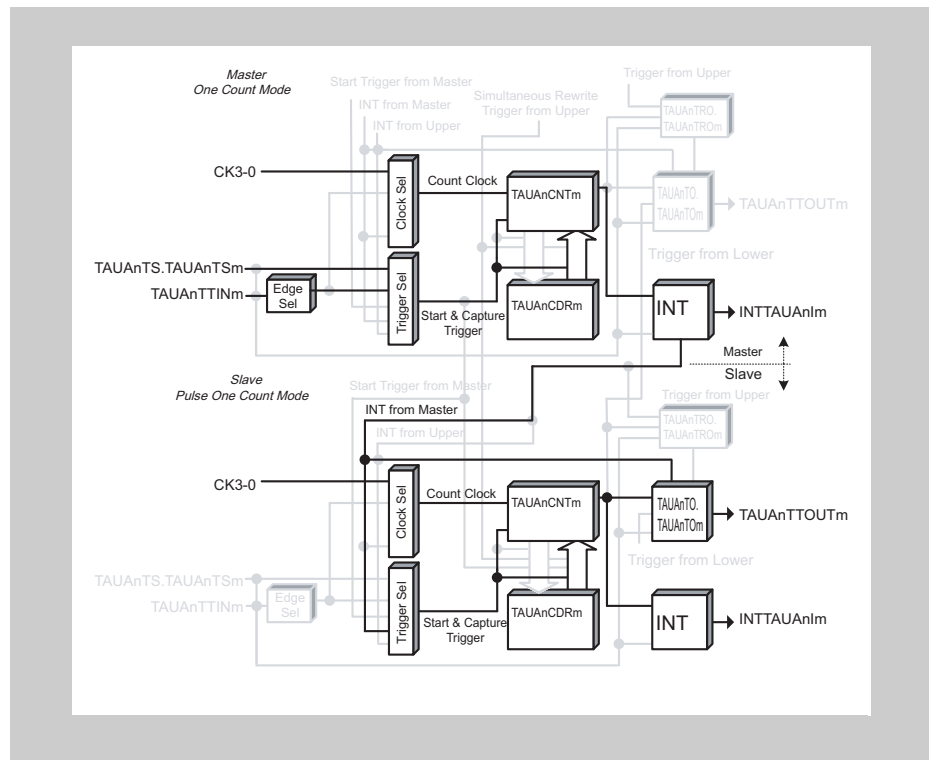 Master
One Count Mode
Start Trigger from Master
INT from Master
INT from Upper
Simultaneous Rewrite
Trigger from Upper
Trigger from Upper
TAUAnTRO.
TAUAnTROm
CK3-0
Clock Sel
Count Clock
TAUAnCNTm
TAUAnTO.
TAUAnTOm
TAUAnTTOUTm
Trigger from Lower
TAUAnTS.TAUAnTSm
TAUAnTTINm
Edge
Sel
Trigger Sel
Start & Capture
Trigger
TAUAnCDRm
INT
INTTAUAnIm
Master
Slave
Slave
Pulse One Count Mode
Start Trigger from Master
INT from Master
INT from Upper
Trigger from Upper
TAUAnTRO.
TAUAnTROm
CK3-0
Clock Sel
Count Clock
TAUAnCNTm
TAUAnTO.
TAUAnTOm
TAUAnTTOUTm
Trigger from Lower
TAUAnTS.TAUAnTSm
TAUAnTTINm
Edge
Sel
Trigger Sel
Start & Capture
Trigger
TAUAnCDRm
INT
INTTAUAnIm